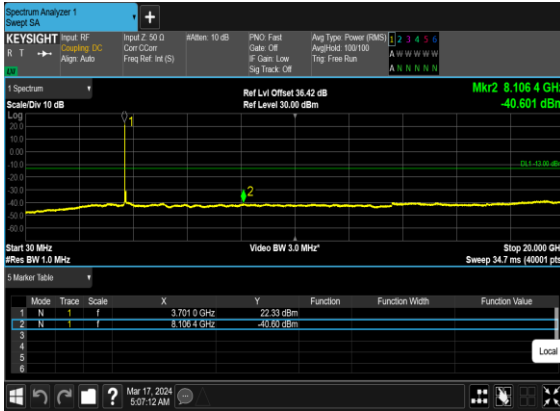 Spectrum Analyzer 1
Swept SA
+
KEYSIGHT Input: RF Input Z: 50 Ω #Atten: 10 dB PNO: Fast Avg Type: Power (RMS) 1 2 3 4 5 6
R T Coupling: DC Corr CCorr Gate: Off Avg|Hold: 100/100 A W W W W W
Align: Auto Freq Ref: Int (S) IF Gain: Low Trig: Free Run
Sig Track: Off A N N N N N
1 Spectrum
Ref Lvl Offset 36.42 dB Mkr2 8.106 4 GHz
Scale/Div 10 dB Ref Level 30.00 dBm -40.601 dBm
Log
20.0
10.0
0.00
-10.0
-20.0
-30.0
-40.0
-50.0
-60.0
1
DL1 -13.00 dBm
2
Start 30 MHz Video BW 3.0 MHz* Stop 20.000 GHz
#Res BW 1.0 MHz Sweep 34.7 ms (40001 pts)
5 Marker Table
Mode Trace Scale X Y Function Function Width Function Value
1 N 1 f 3.701 0 GHz 22.33 dBm
2 N 1 f 8.106 4 GHz -40.60 dBm
3
4
5
6
Local
? Mar 17, 2024
5:07:12 AM